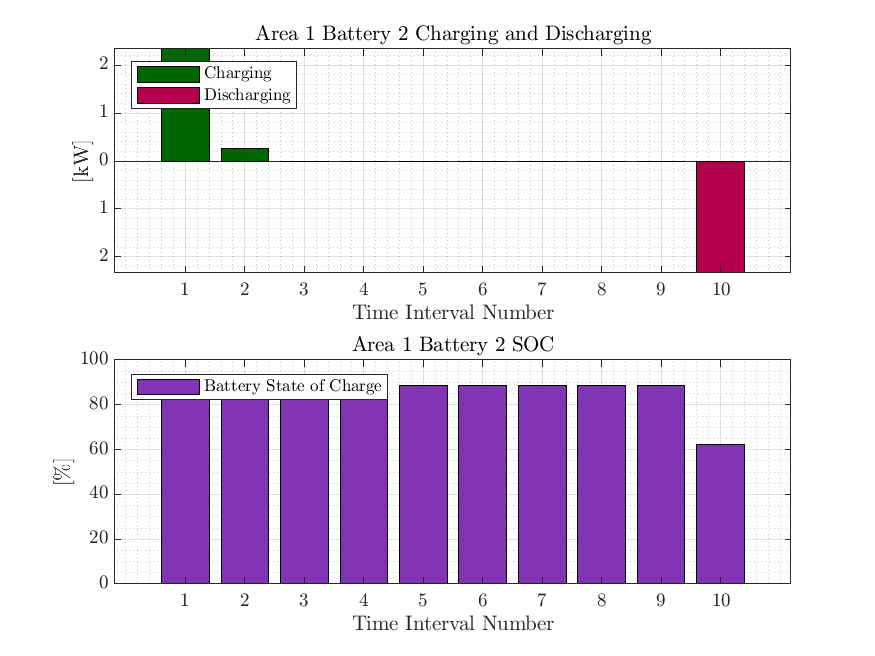 Area 1 Battery 2 Charging and Discharging
2
1
0
1
2
[kW]
Charging
Discharging
1 2 3 4 5 6 7 8 9 10
Time Interval Number
Area 1 Battery 2 SOC
100
80
60
40
20
0
[%]
Battery State of Charge
1 2 3 4 5 6 7 8 9 10
Time Interval Number